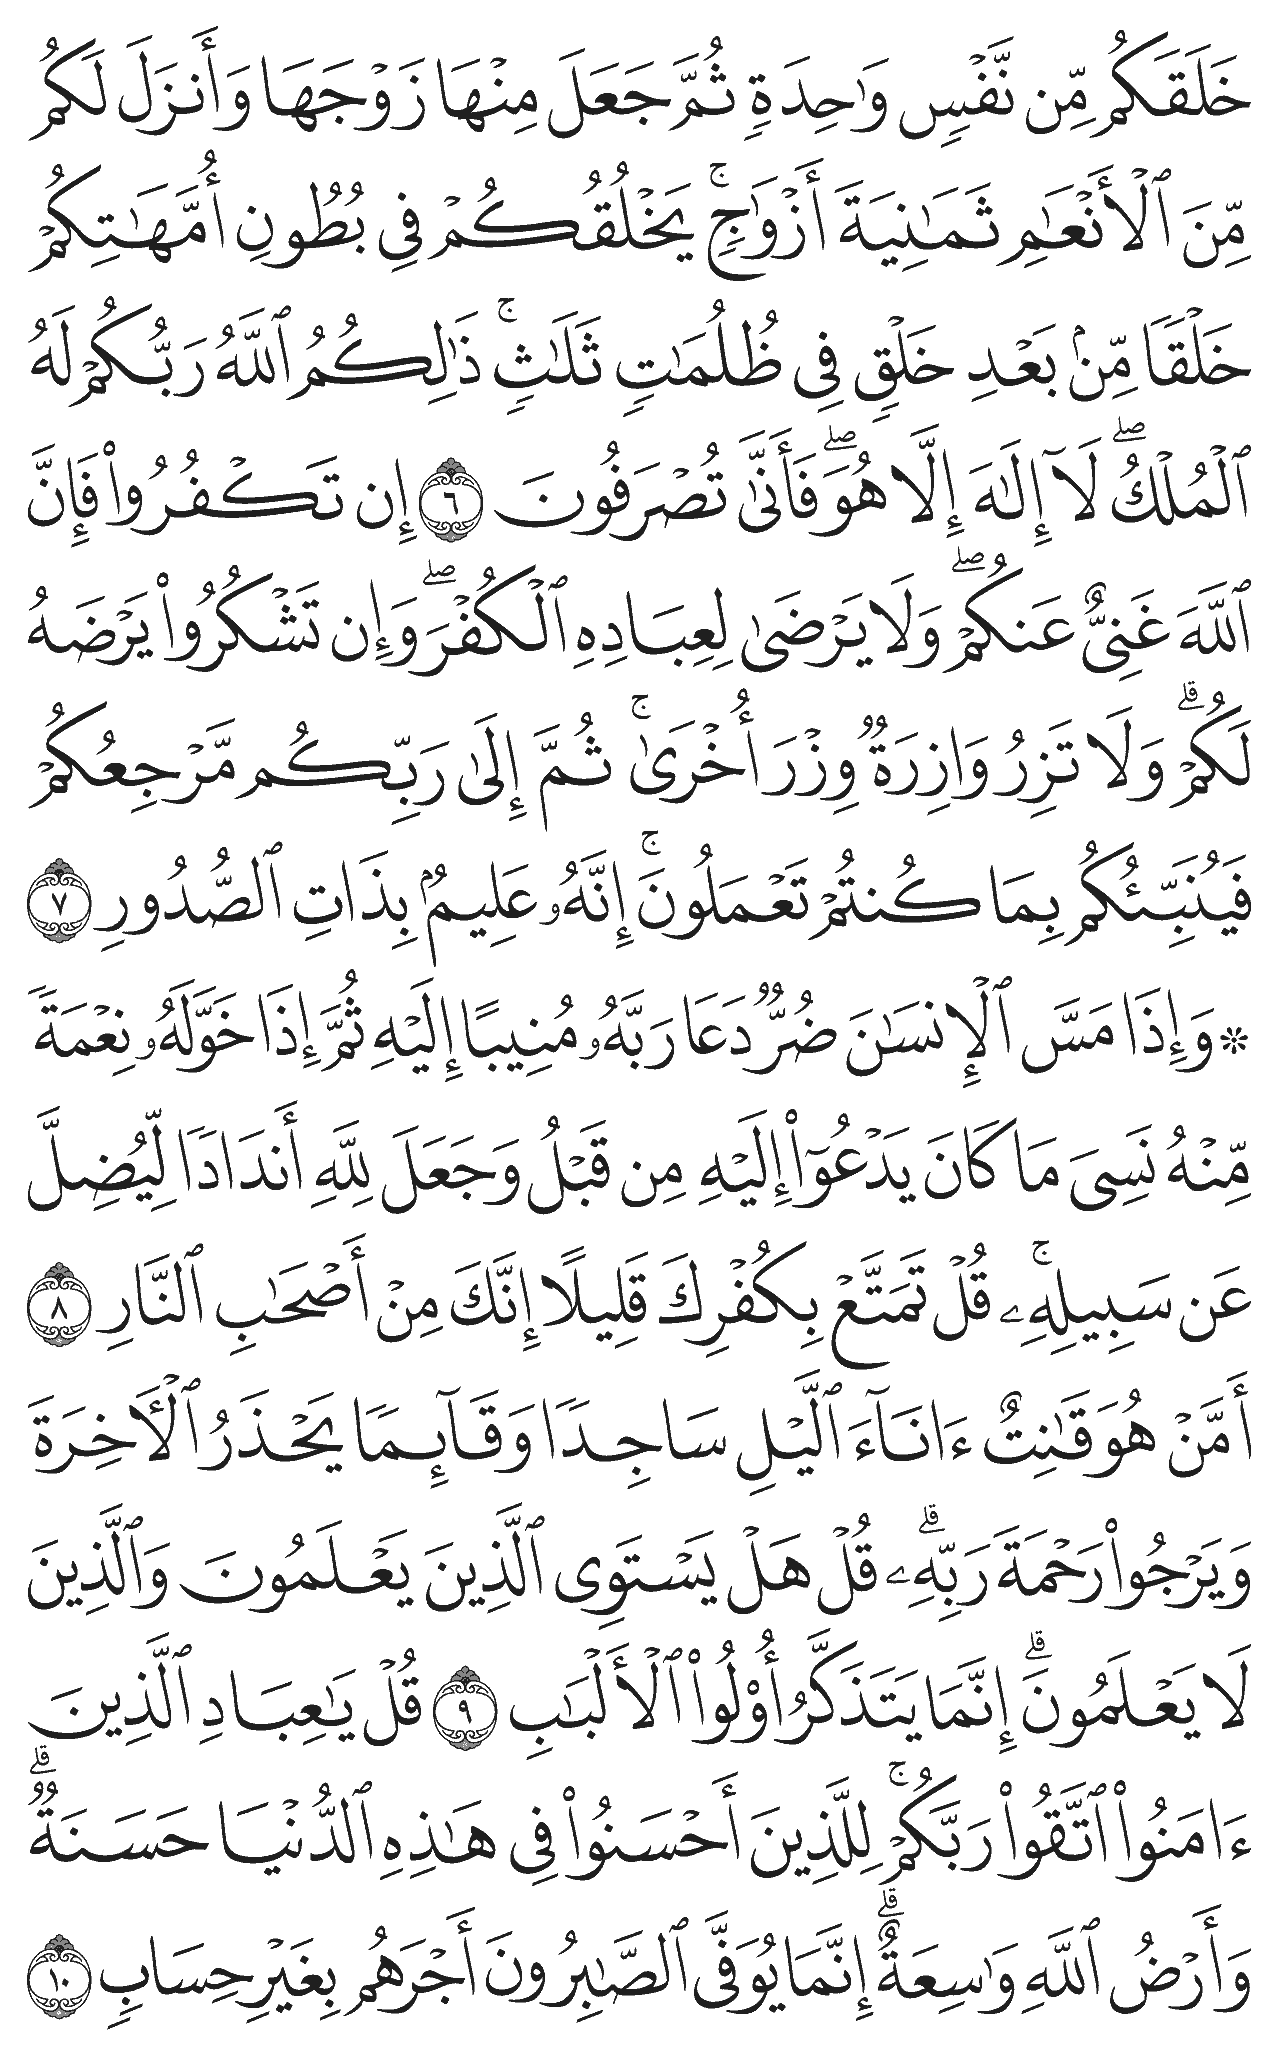 خَلَقَكُم مِّن نَّفۡسٖ وَٰحِدَةٖ ثُمَّ جَعَلَ مِنۡهَا زَوۡجَهَا وَأَنزَلَ لَكُم
مِّنَ ٱلۡأَنۡعَٰمِ ثَمَٰنِيَةَ أَزۡوَٰجٖۚ يَخۡلُقُكُمۡ فِي بُطُونِ أُمَّهَٰتِكُمۡ
خَلۡقٗا مِّنۢ بَعۡدِ خَلۡقٖ فِي ظُلُمَٰتٖ ثَلَٰثٖۚ ذَٰلِكُمُ ٱللَّهُ رَبُّكُمۡ لَهُ
ٱلۡمُلۡكُۖ لَآ إِلَٰهَ إِلَّا هُوَۖ فَأَنَّىٰ تُصۡرَفُونَ ٦ إِن تَكۡفُرُواْ فَإِنَّ
ٱللَّهَ غَنِيٌّ عَنكُمۡۖ وَلَا يَرۡضَىٰ لِعِبَادِهِ ٱلۡكُفۡرَۖ وَإِن تَشۡكُرُواْ يَرۡضَهُ
لَكُمۡۗ وَلَا تَزِرُ وَازِرَةٞ وِزۡرَ أُخۡرَىٰۚ ثُمَّ إِلَىٰ رَبِّكُم مَّرۡجِعُكُمۡ
فَيُنَبِّئُكُم بِمَا كُنتُمۡ تَعۡمَلُونَۚ إِنَّهُۥ عَلِيمُۢ بِذَاتِ ٱلصُّدُورِ ٧
۞ وَإِذَا مَسَّ ٱلۡإِنسَٰنَ ضُرّٞ دَعَا رَبَّهُۥ مُنِيبًا إِلَيۡهِ ثُمَّ إِذَا خَوَّلَهُۥ نِعۡمَةٗ
مِّنۡهُ نَسِيَ مَا كَانَ يَدۡعُوٓاْ إِلَيۡهِ مِن قَبۡلُ وَجَعَلَ لِلَّهِ أَندَادٗا لِّيُضِلَّ
عَن سَبِيلِهِۦۚ قُلۡ تَمَتَّعۡ بِكُفۡرِكَ قَلِيلًا إِنَّكَ مِنۡ أَصۡحَٰبِ ٱلنَّارِ ٨
أَمَّنۡ هُوَ قَٰنِتٌ ءَانَآءَ ٱلَّيۡلِ سَاجِدٗا وَقَآئِمٗا يَحۡذَرُ ٱلۡأٓخِرَةَ
وَيَرۡجُواْ رَحۡمَةَ رَبِّهِۦۗ قُلۡ هَلۡ يَسۡتَوِي ٱلَّذِينَ يَعۡلَمُونَ وَٱلَّذِينَ
لَا يَعۡلَمُونَۗ إِنَّمَا يَتَذَكَّرُ أُوْلُواْ ٱلۡأَلۡبَٰبِ ٩ قُلۡ يَٰعِبَادِ ٱلَّذِينَ
ءَامَنُواْ ٱتَّقُواْ رَبَّكُمۡۚ لِلَّذِينَ أَحۡسَنُواْ فِي هَٰذِهِ ٱلدُّنۡيَا حَسَنَةٞۗ
وَأَرۡضُ ٱللَّهِ وَٰسِعَةٌۗ إِنَّمَا يُوَفَّى ٱلصَّٰبِرُونَ أَجۡرَهُم بِغَيۡرِ حِسَابٖ ١٠